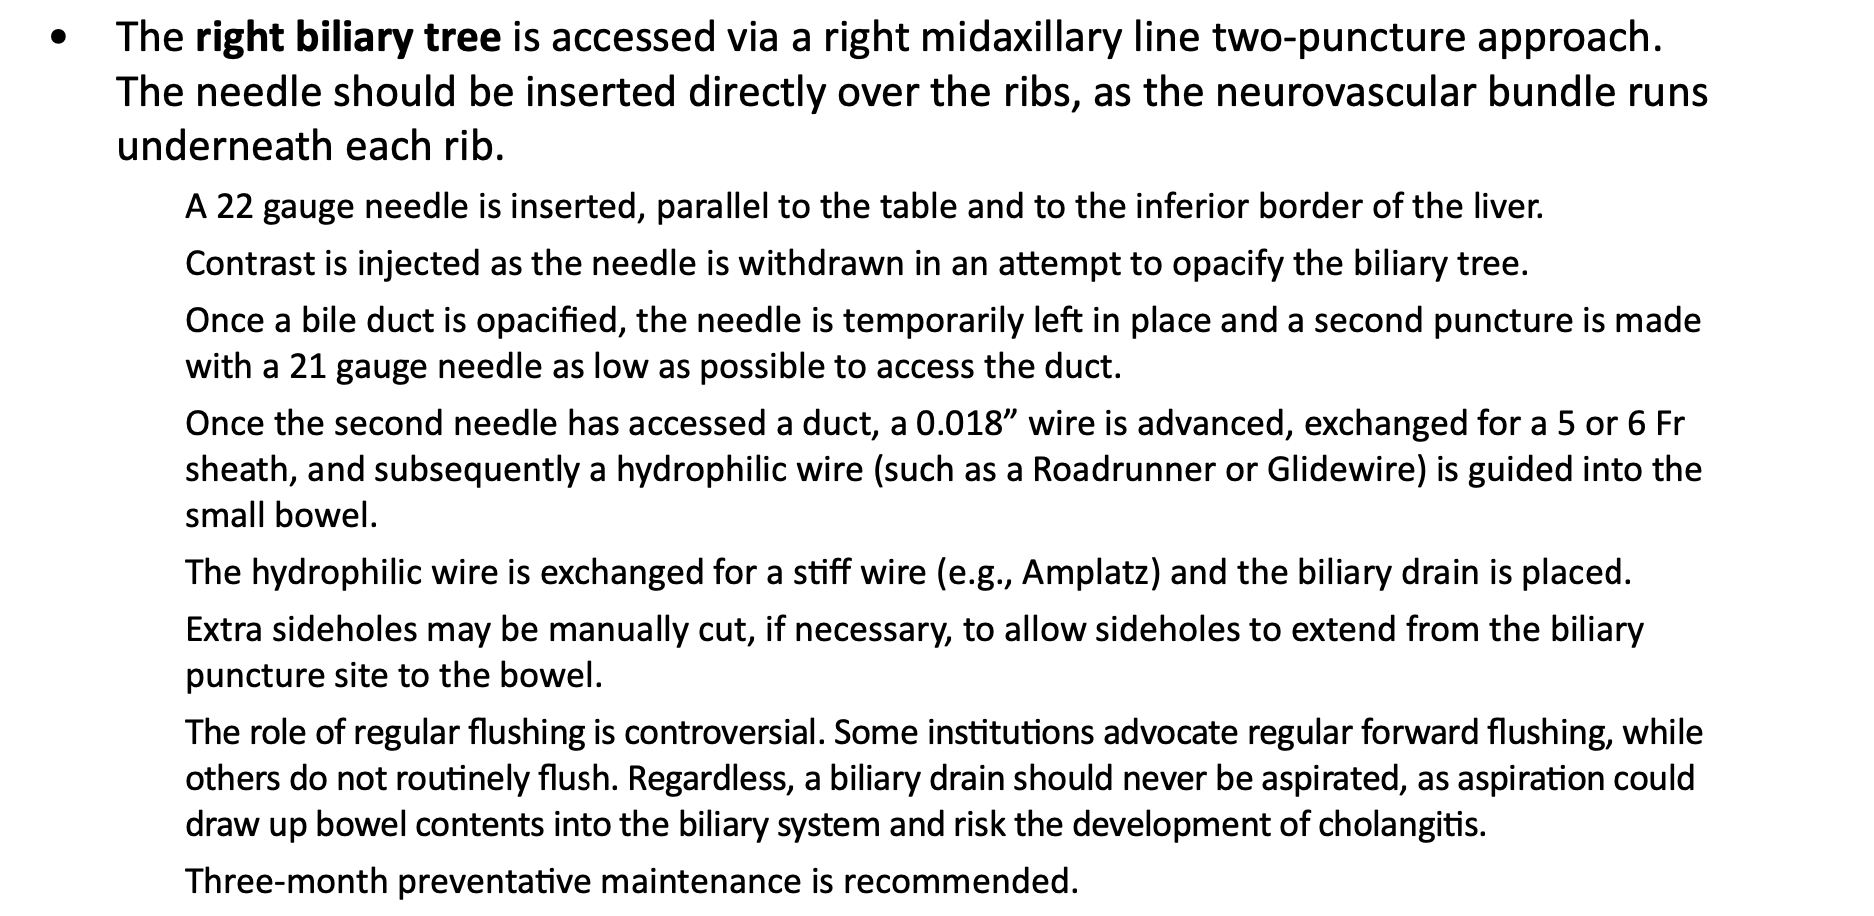 • The right biliary tree is accessed via a right midaxillary line two-puncture approach.
The needle should be inserted directly over the ribs, as the neurovascular bundle runs
underneath each rib.
A 22 gauge needle is inserted, parallel to the table and to the inferior border of the liver.
Contrast is injected as the needle is withdrawn in an attempt to opacify the biliary tree.
Once a bile duct is opacified, the needle is temporarily left in place and a second puncture is made
with a 21 gauge needle as low as possible to access the duct.
Once the second needle has accessed a duct, a 0.018” wire is advanced, exchanged for a 5 or 6 Fr
sheath, and subsequently a hydrophilic wire (such as a Roadrunner or Glidewire) is guided into the
small bowel.
The hydrophilic wire is exchanged for a stiff wire (e.g., Amplatz) and the biliary drain is placed.
Extra sideholes may be manually cut, if necessary, to allow sideholes to extend from the biliary
puncture site to the bowel.
The role of regular flushing is controversial. Some institutions advocate regular forward flushing, while
others do not routinely flush. Regardless, a biliary drain should never be aspirated, as aspiration could
draw up bowel contents into the biliary system and risk the development of cholangitis.
Three-month preventative maintenance is recommended.